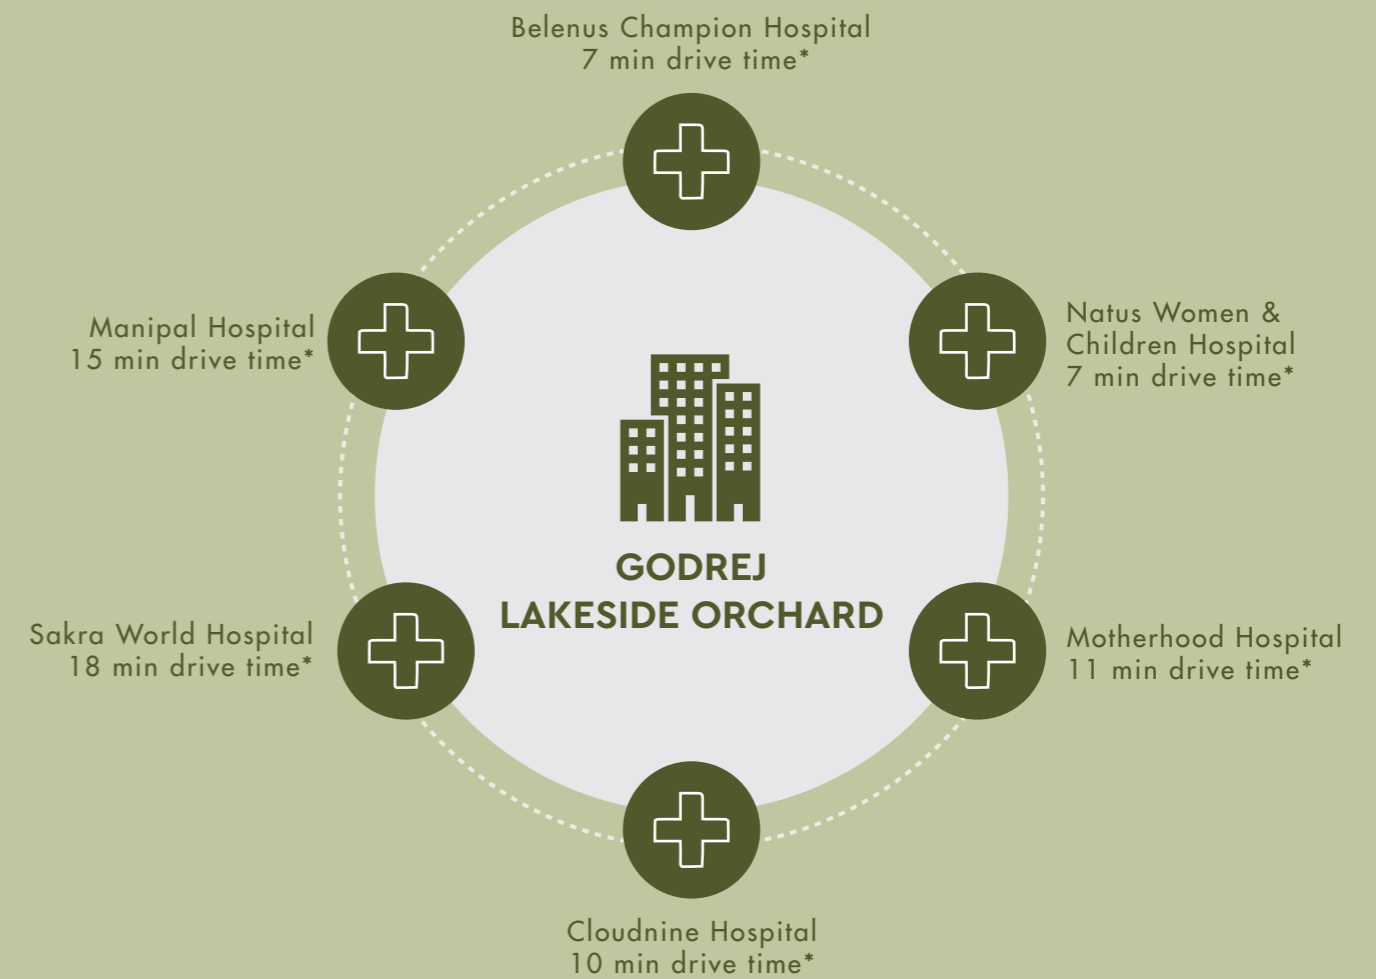 Belenus Champion Hospital
7 min drive time*
Manipal Hospital
15 min drive time*
Natus Women &
Children Hospital
7 min drive time*
GODREJ
LAKESIDE ORCHARD
Sakra World Hospital
18 min drive time*
Motherhood Hospital
11 min drive time*
Cloudnine Hospital
10 min drive time*